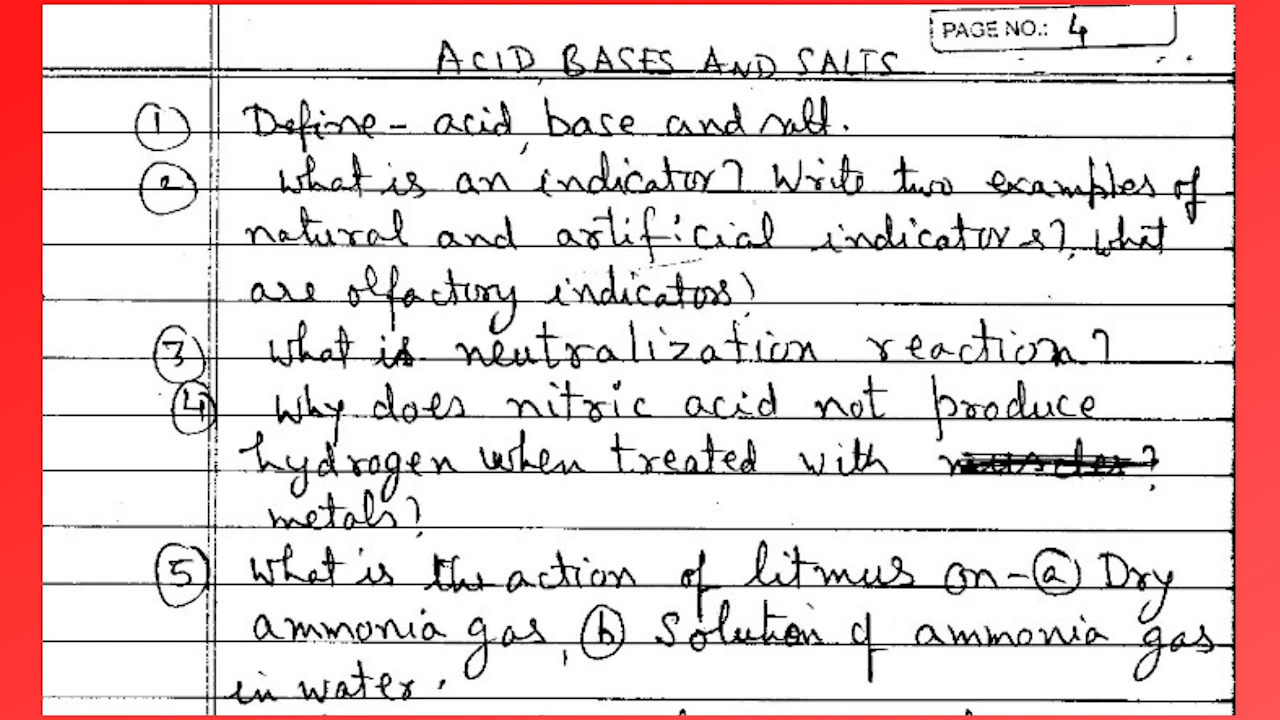 PAGE NO.: 4
ACID, BASES AND SALTS
1 Define - acid, base and salt.
2 What is an indicator? Write two examples of
natural and artificial indicators?, what
are olfactory indicators?
3 What is neutralization reaction?
4 Why does nitric acid not produce
hydrogen when treated with ?
metals?
5 What is the action of litmus on - a Dry
ammonia gas, b Solution of ammonia gas
in water.